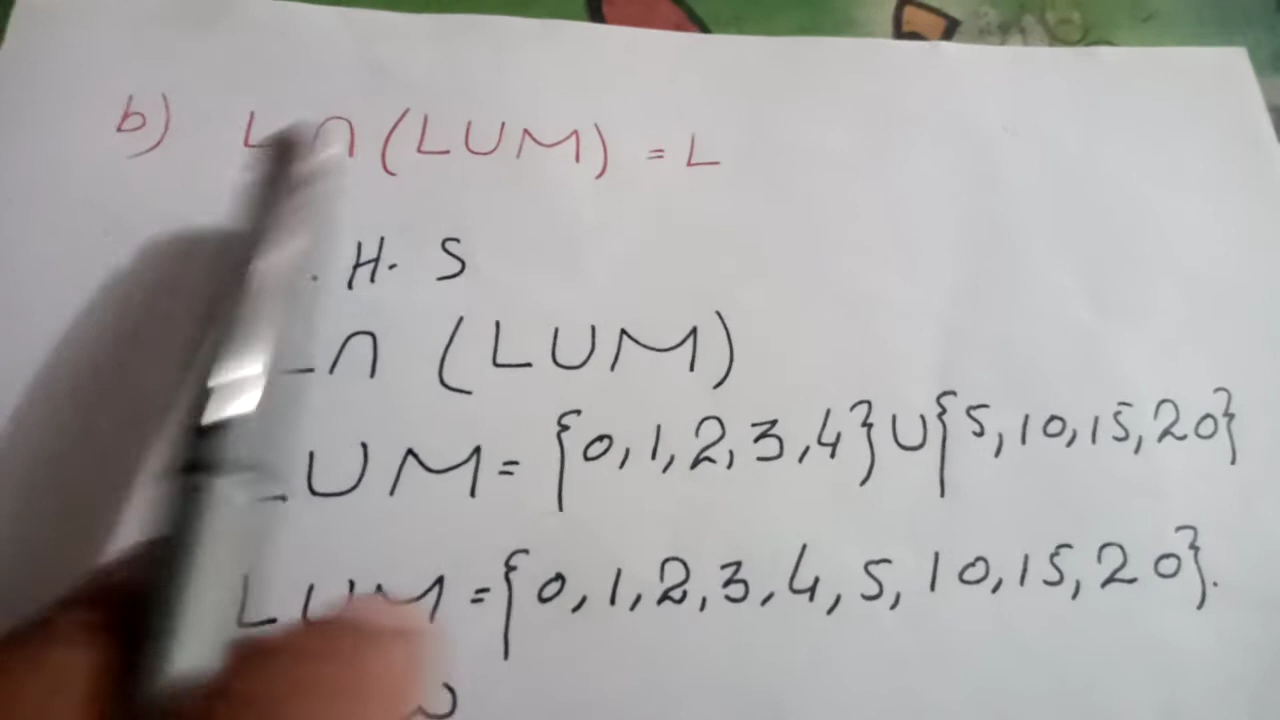 b) L∩(LUM) = L
. H. S
∩ (LUM)
UM = {0,1,2,3,4}U{5,10,15,20}
LUM = {0,1,2,3,4,5,10,15,20}.